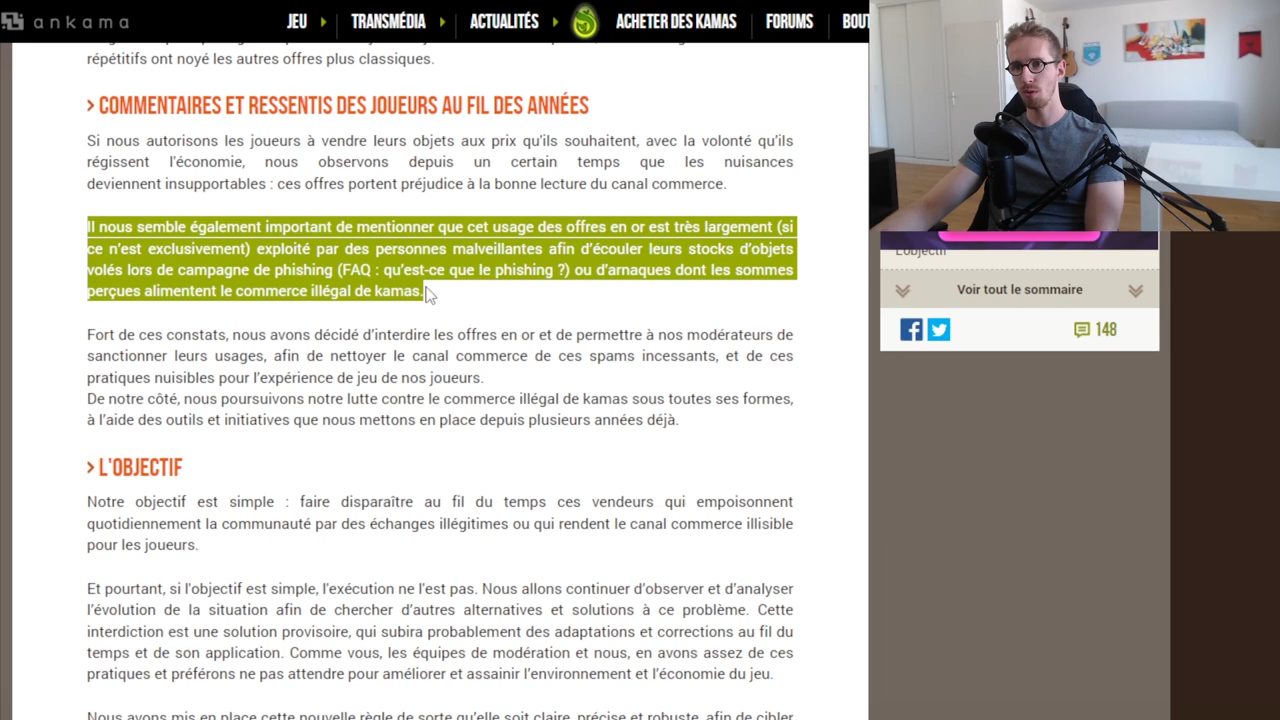 ankama
JEU
TRANSMÉDIA
ACTUALITÉS
ACHETER DES KAMAS
FORUMS
BOUT
répétitifs ont noyé les autres offres plus classiques.
> COMMENTAIRES ET RESSENTIS DES JOUEURS AU FIL DES ANNÉES
Si nous autorisons les joueurs à vendre leurs objets aux prix qu'ils souhaitent, avec la volonté qu'ils
régissent l'économie, nous observons depuis un certain temps que les nuisances
deviennent insupportables : ces offres portent préjudice à la bonne lecture du canal commerce.
Il nous semble également important de mentionner que cet usage des offres en or est très largement (si
ce n'est exclusivement) exploité par des personnes malveillantes afin d'écouler leurs stocks d'objets
volés lors de campagne de phishing (FAQ : qu'est-ce que le phishing ?) ou d'arnaques dont les sommes
perçues alimentent le commerce illégal de kamas.
Fort de ces constats, nous avons décidé d'iterdire les offres en or et de permettre à nos modérateurs de
sanctionner leurs usages, afin de nettoyer le canal commerce de ces spams incessants, et de ces
pratiques nuisibles pour l'expérience de jeu de nos joueurs.
De notre côté, nous poursuivons notre lutte contre le commerce illégal de kamas sous toutes ses formes,
à l'aide des outils et initiatives que nous mettons en place depuis plusieurs années déjà.
> L'OBJECTIF
Notre objectif est simple : faire disparaître au fil du temps ces vendeurs qui empoisonnent
quotidiennement la communauté par des échanges illégitimes ou qui rendent le canal commerce illisible
pour les joueurs.
Et pourtant, si l'objectif est simple, l'exécution ne l'est pas. Nous allons continuer d'observer et d'analyser
l'évolution de la situation afin de chercher d'autres alternatives et solutions à ce problème. Cette
interdiction est une solution provisoire, qui subira probablement des adaptations et corrections au fil du
temps et de son application. Comme vous, les équipes de modération et nous, en avons assez de ces
pratiques et préférons ne pas attendre pour améliorer et assainir l'environnement et l'économie du jeu.
Nous avons mis en place cette nouvelle règle de sorte qu'elle soit claire, précise et robuste, afin de cibler
L'objectif
Voir tout le sommaire
148